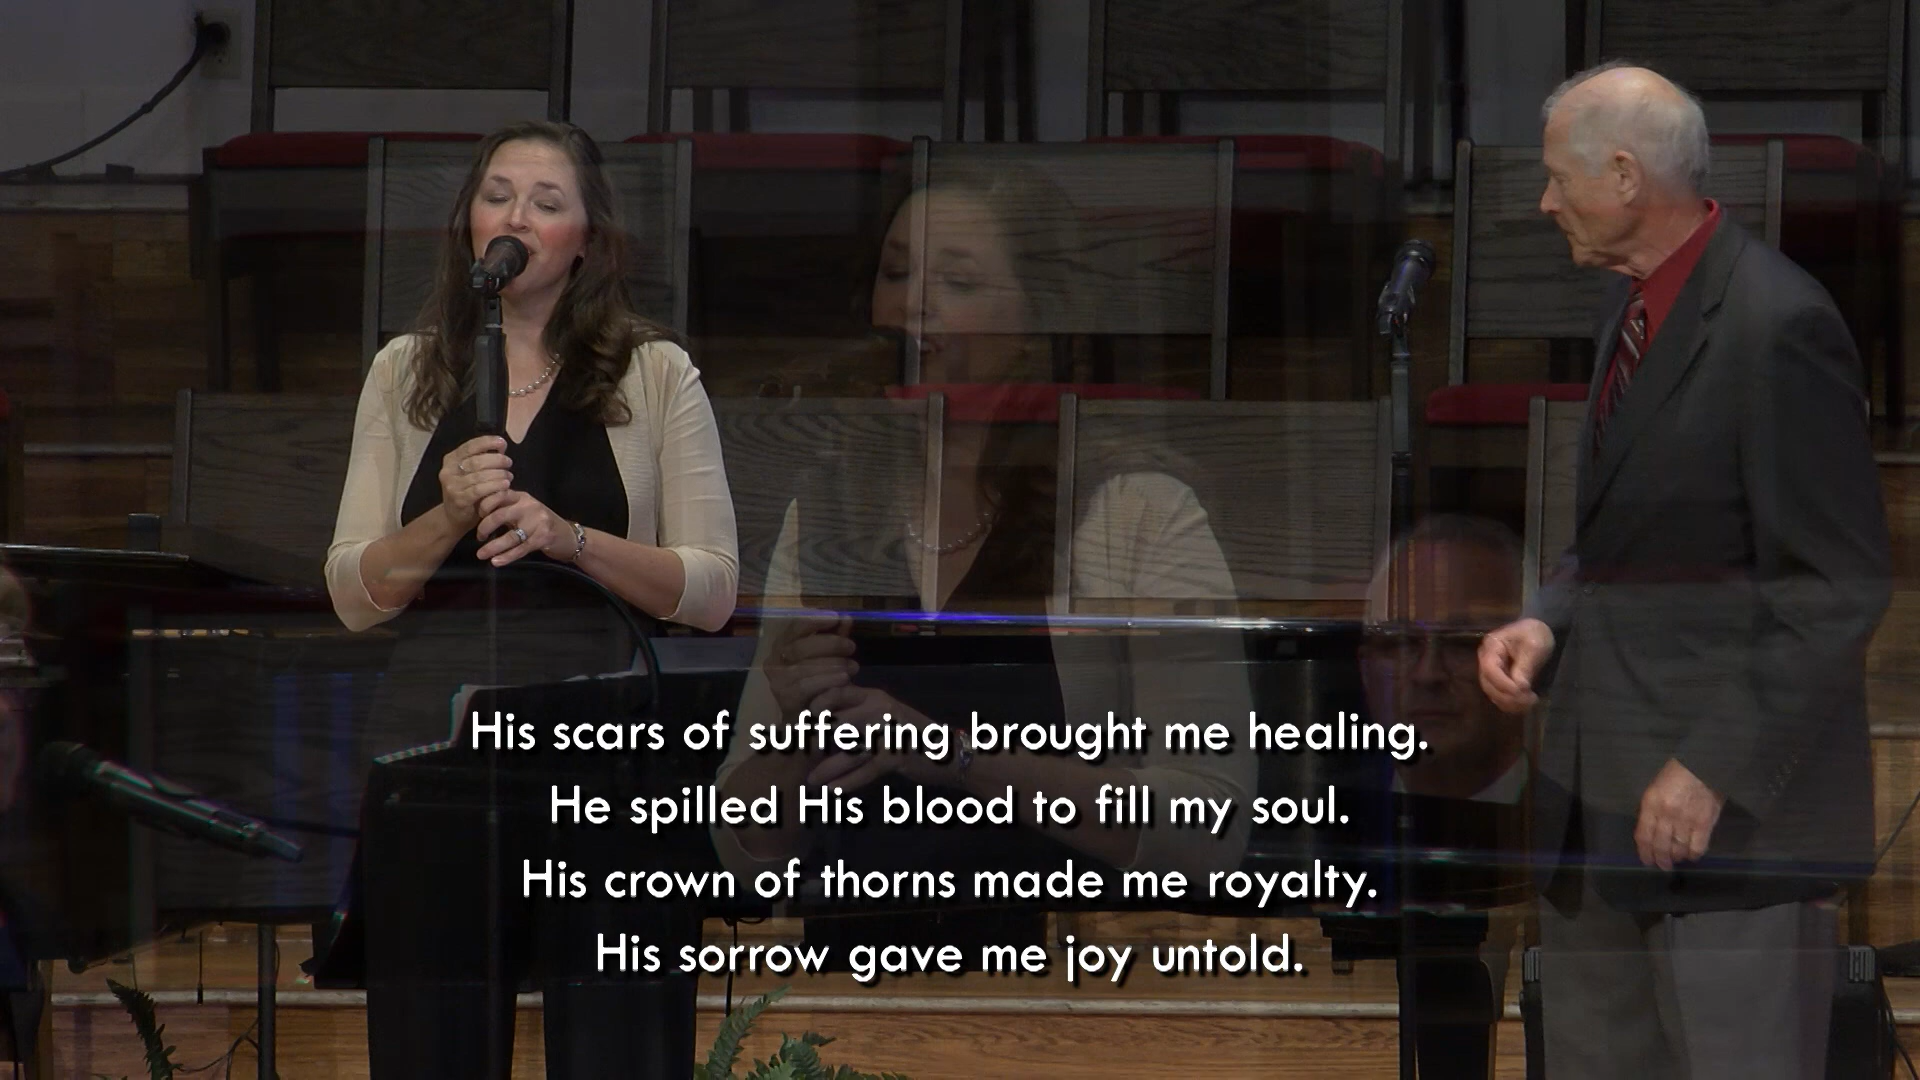 His scars of suffering brought me healing.
He spilled His blood to fill my soul.
His crown of thorns made me royalty.
His sorrow gave me joy untold.